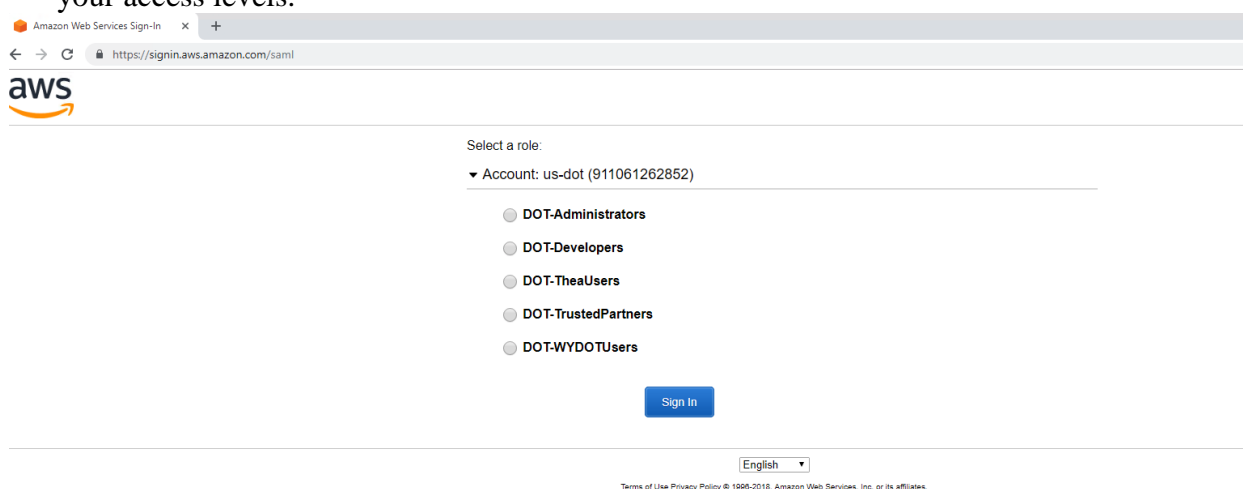 your access levels.
Amazon Web Services Sign-In
https://signin.aws.amazon.com/saml
aws
Select a role:
Account: us-dot (911061262852)
DOT-Administrators
DOT-Developers
DOT-TheaUsers
DOT-TrustedPartners
DOT-WYDOTUsers
Sign In
English
Terms of Use Privacy Policy © 1996-2018, Amazon Web Services, Inc. or its affiliates.